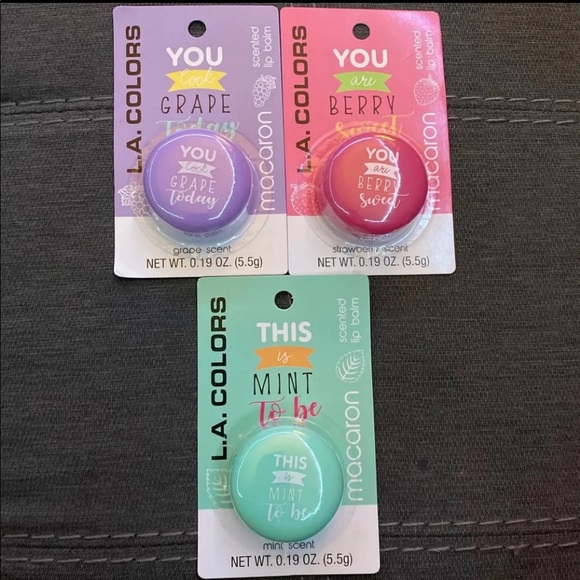 L.A. COLORS
YOU
look
GRAPE
Today
scented
lip balm
macaron
YOU
look
GRAPE
today
grape scent
NET WT. 0.19 OZ. (5.5g)
L.A. COLORS
YOU
are
BERRY
Sweet
scented
lip balm
macaron
YOU
are
BERRY
Sweet
strawberry scent
NET WT. 0.19 OZ. (5.5g)
L.A. COLORS
THIS
is
MINT
To be
scented
lip balm
macaron
THIS
is
MINT
to be
mint scent
NET WT. 0.19 OZ. (5.5g)